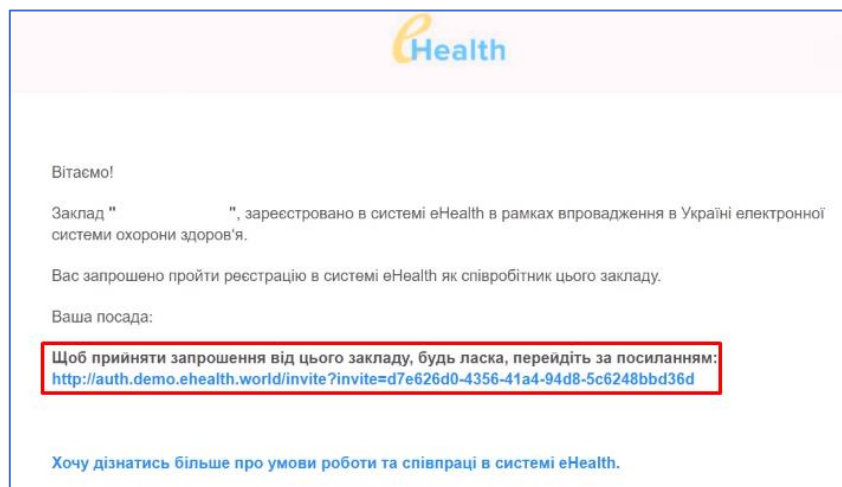 eHealth
Вітаємо!
Заклад "                    ", зареєстровано в системі eHealth в рамках впровадження в Україні електронної
системи охорони здоров'я.
Вас запрошено пройти реєстрацію в системі eHealth як співробітник цього закладу.
Ваша посада:
Щоб прийняти запрошення від цього закладу, будь ласка, перейдіть за посиланням:
http://auth.demo.ehealth.world/invite?invite=d7e626d0-4356-41a4-94d8-5c6248bbd36d
Хочу дізнатись більше про умови роботи та співпраці в системі eHealth.